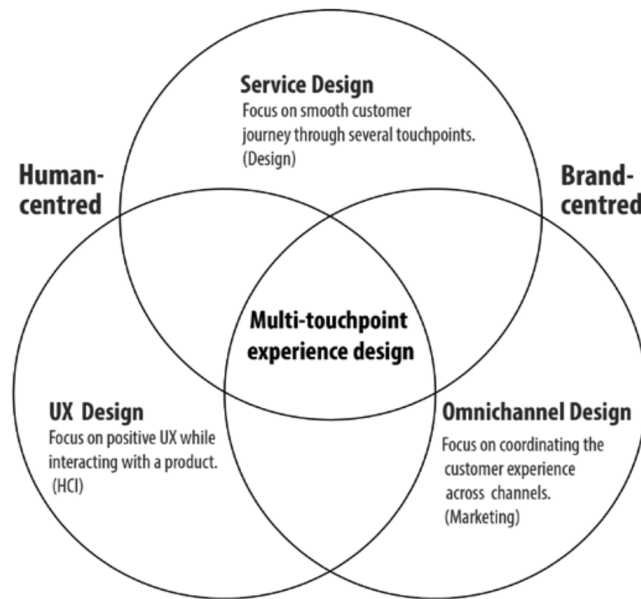 Service Design
Focus on smooth customer
journey through several touchpoints.
(Design)
Human-
centred
Brand-
centred
Multi-touchpoint
experience design
UX Design
Focus on positive UX while
interacting with a product.
(HCI)
Omnichannel Design
Focus on coordinating the
customer experience
across channels.
(Marketing)